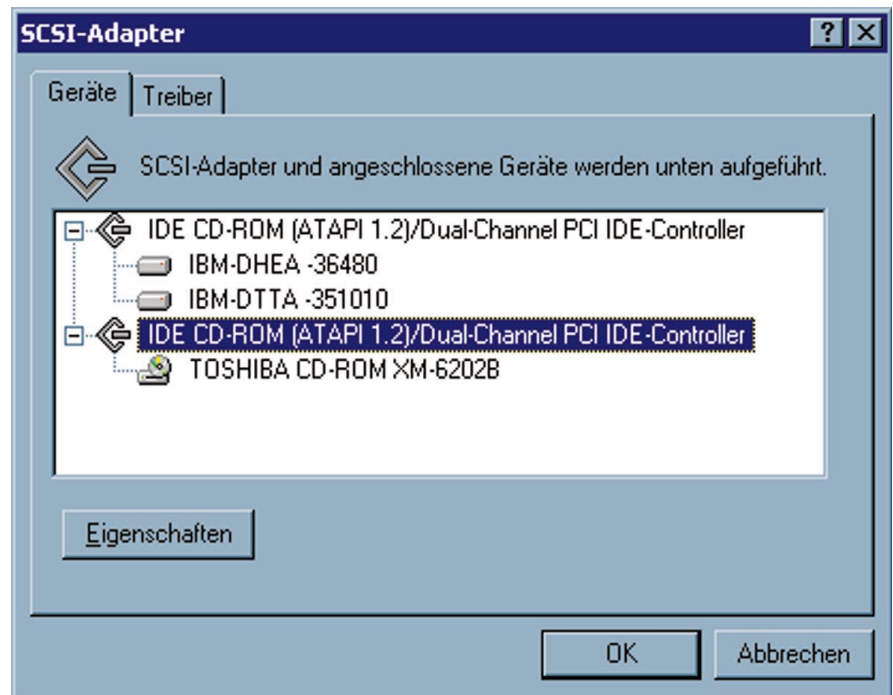 SCSI-Adapter
Geräte
Treiber
SCSI-Adapter und angeschlossene Geräte werden unten aufgeführt.
IDE CD-ROM (ATAPI 1.2)/Dual-Channel PCI IDE-Controller
IBM-DHEA -36480
IBM-DTTA -351010
IDE CD-ROM (ATAPI 1.2)/Dual-Channel PCI IDE-Controller
TOSHIBA CD-ROM XM-6202B
Eigenschaften
OK
Abbrechen